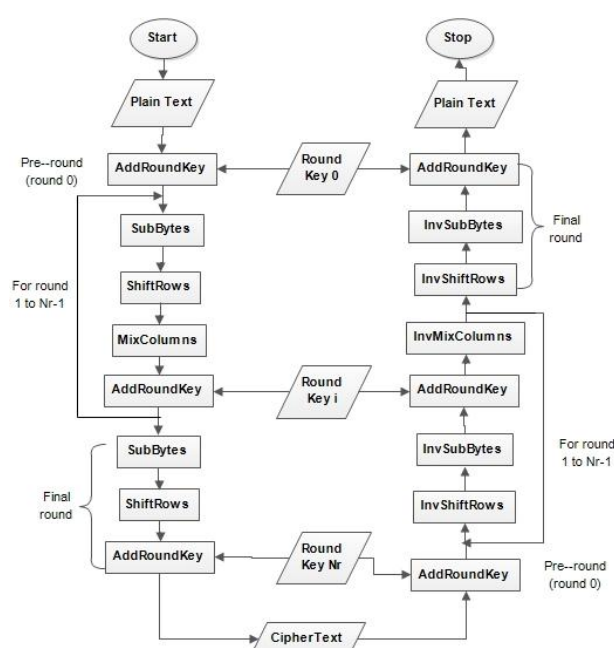 Start
Stop
Plain Text
Plain Text
Pre--round
(round 0)
AddRoundKey
Round
Key 0
AddRoundKey
SubBytes
InvSubBytes
Final
round
For round
1 to Nr-1
ShiftRows
InvShiftRows
MixColumns
InvMixColumns
AddRoundKey
Round
Key i
AddRoundKey
SubBytes
InvSubBytes
For round
1 to Nr-1
Final
round
ShiftRows
InvShiftRows
AddRoundKey
Round
Key Nr
AddRoundKey
Pre--round
(round 0)
CipherText